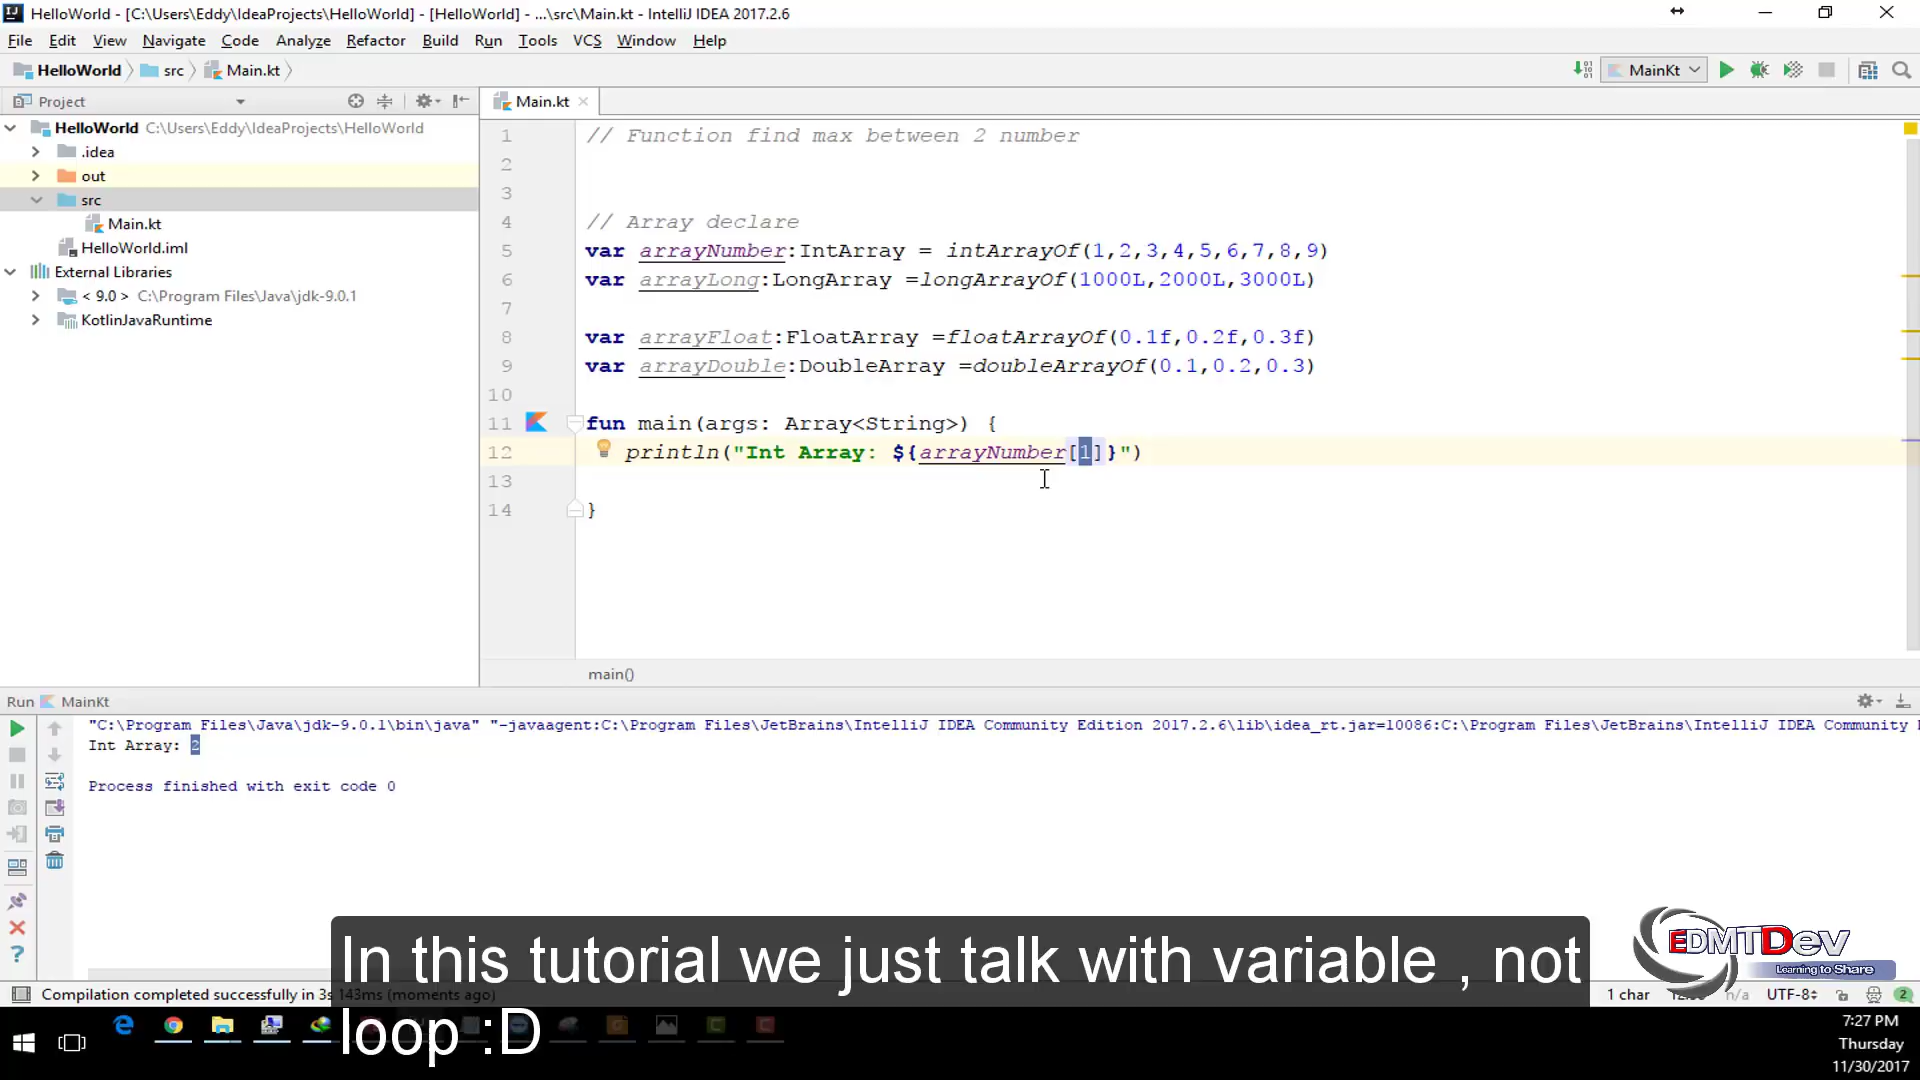 HelloWorld - [C:\Users\Eddy\IdeaProjects\HelloWorld] - [HelloWorld] - ...\src\Main.kt - IntelliJ IDEA 2017.2.6
File Edit View Navigate Code Analyze Refactor Build Run Tools VCS Window Help
HelloWorld src Main.kt MainKt
Project
Main.kt
HelloWorld C:\Users\Eddy\IdeaProjects\HelloWorld
.idea
out
src
Main.kt
HelloWorld.iml
External Libraries
< 9.0 > C:\Program Files\Java\jdk-9.0.1
KotlinJavaRuntime
1 // Function find max between 2 number
2
3
4 // Array declare
5 var arrayNumber:IntArray = intArrayOf(1,2,3,4,5,6,7,8,9)
6 var arrayLong:LongArray =longArrayOf(1000L,2000L,3000L)
7
8 var arrayFloat:FloatArray =floatArrayOf(0.1f,0.2f,0.3f)
9 var arrayDouble:DoubleArray =doubleArrayOf(0.1,0.2,0.3)
10
11 fun main(args: Array<String>) {
12 println("Int Array: ${arrayNumber[1]}")
13
14 }
main()
Run MainKt
"C:\Program Files\Java\jdk-9.0.1\bin\java" "-javaagent:C:\Program Files\JetBrains\IntelliJ IDEA Community Edition 2017.2.6\lib\idea_rt.jar=10086:C:\Program Files\JetBrains\IntelliJ IDEA Community
Int Array: 2
Process finished with exit code 0
In this tutorial we just talk with variable , not
loop :D
EDMTDev
Learning to Share
Compilation completed successfully in 3s 143ms (moments ago)
1 char n/a UTF-8 2
7:27 PM
Thursday
11/30/2017